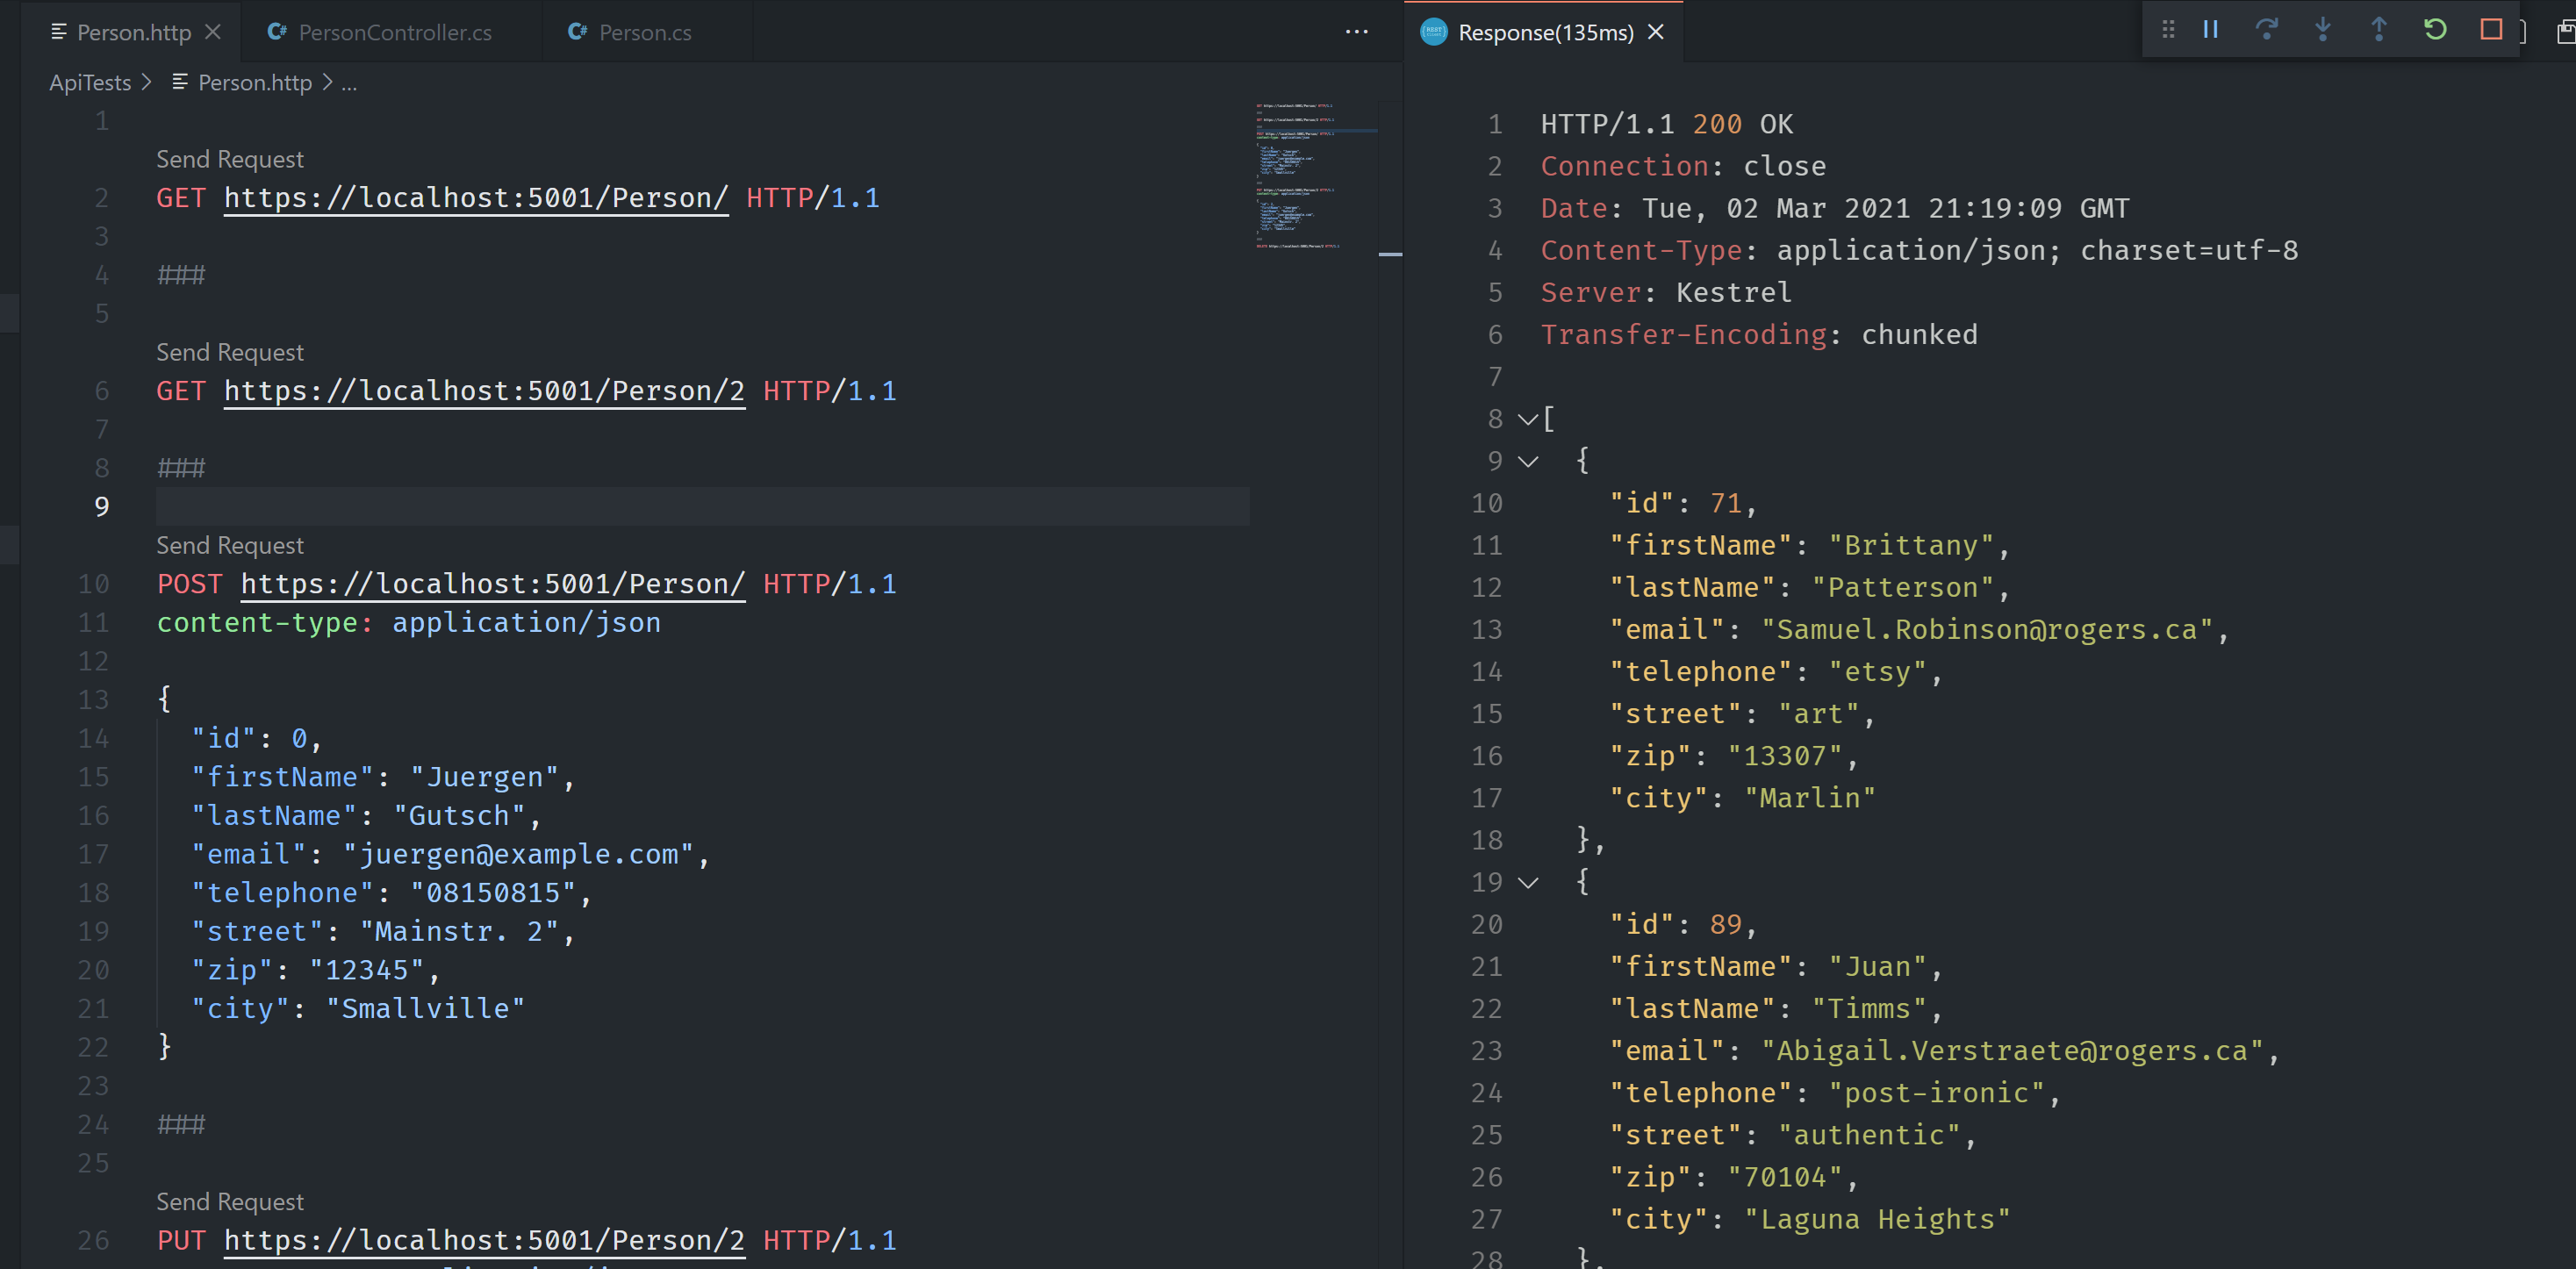 Person.http
C# PersonController.cs
C# Person.cs
...
ApiTests > Person.http > ...
1
Send Request
2 GET https://localhost:5001/Person/ HTTP/1.1
3
4 ###
5
Send Request
6 GET https://localhost:5001/Person/2 HTTP/1.1
7
8 ###
9
Send Request
10 POST https://localhost:5001/Person/ HTTP/1.1
11 content-type: application/json
12
13 {
14 "id": 0,
15 "firstName": "Juergen",
16 "lastName": "Gutsch",
17 "email": "juergen@example.com",
18 "telephone": "08150815",
19 "street": "Mainstr. 2",
20 "zip": "12345",
21 "city": "Smallville"
22 }
23
24 ###
25
Send Request
26 PUT https://localhost:5001/Person/2 HTTP/1.1
Response(135ms)
1 HTTP/1.1 200 OK
2 Connection: close
3 Date: Tue, 02 Mar 2021 21:19:09 GMT
4 Content-Type: application/json; charset=utf-8
5 Server: Kestrel
6 Transfer-Encoding: chunked
7
8 [
9 {
10 "id": 71,
11 "firstName": "Brittany",
12 "lastName": "Patterson",
13 "email": "Samuel.Robinson@rogers.ca",
14 "telephone": "etsy",
15 "street": "art",
16 "zip": "13307",
17 "city": "Marlin"
18 },
19 {
20 "id": 89,
21 "firstName": "Juan",
22 "lastName": "Timms",
23 "email": "Abigail.Verstraete@rogers.ca",
24 "telephone": "post-ironic",
25 "street": "authentic",
26 "zip": "70104",
27 "city": "Laguna Heights"
28 },